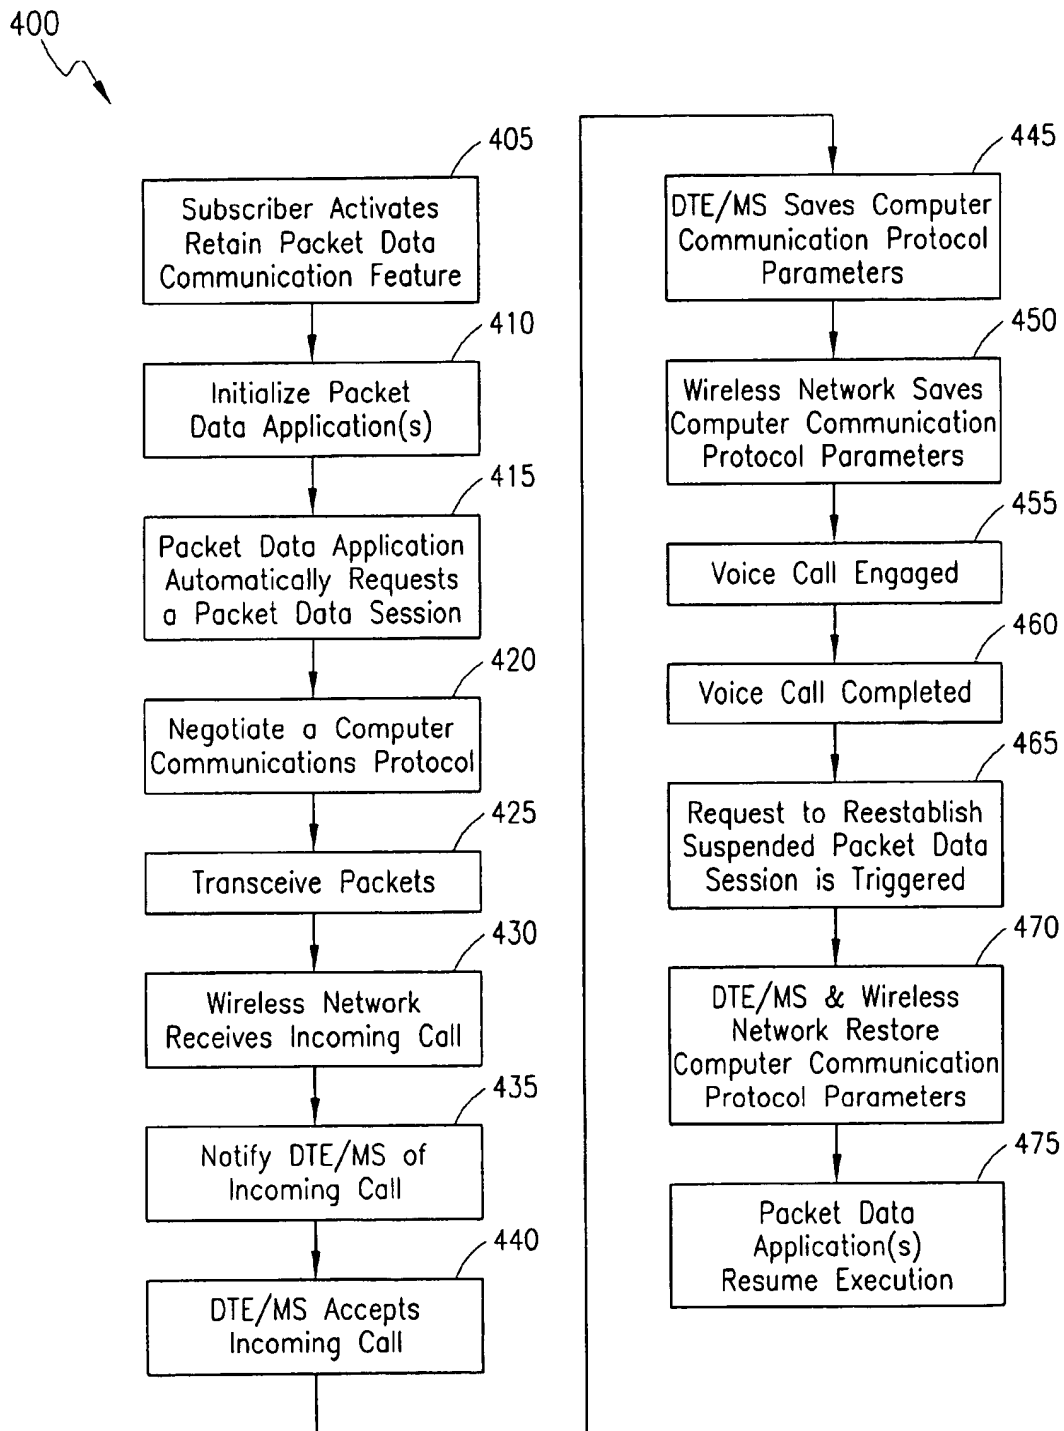 400
405
Subscriber Activates
Retain Packet Data
Communication Feature
410
Initialize Packet
Data Application(s)
415
Packet Data Application
Automatically Requests
a Packet Data Session
420
Negotiate a Computer
Communications Protocol
425
Transceive Packets
430
Wireless Network
Receives Incoming Call
435
Notify DTE/MS of
Incoming Call
440
DTE/MS Accepts
Incoming Call
445
DTE/MS Saves Computer
Communication Protocol
Parameters
450
Wireless Network Saves
Computer Communication
Protocol Parameters
455
Voice Call Engaged
460
Voice Call Completed
465
Request to Reestablish
Suspended Packet Data
Session is Triggered
470
DTE/MS & Wireless
Network Restore
Computer Communication
Protocol Parameters
475
Packet Data
Application(s)
Resume Execution